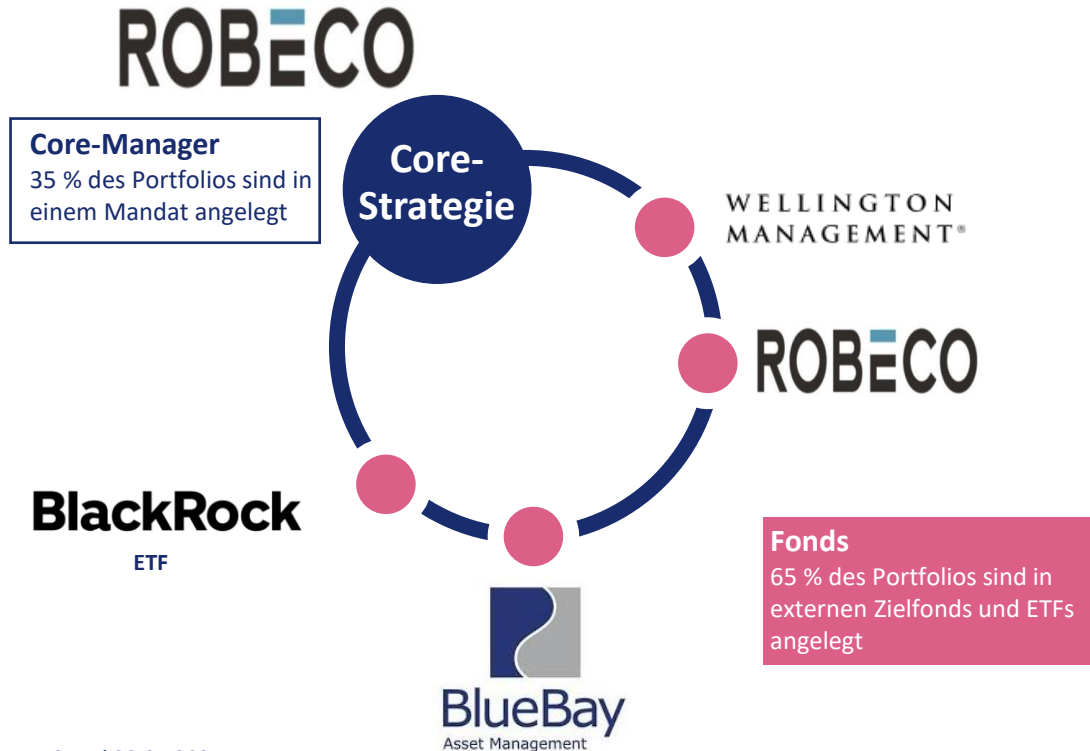 ROBECO
Core-Manager
35 % des Portfolios sind in
einem Mandat angelegt
Core-
Strategie
WELLINGTON
MANAGEMENT®
ROBECO
BlackRock
ETF
Fonds
65 % des Portfolios sind in
externen Zielfonds und ETFs
angelegt
BlueBay
Asset Management